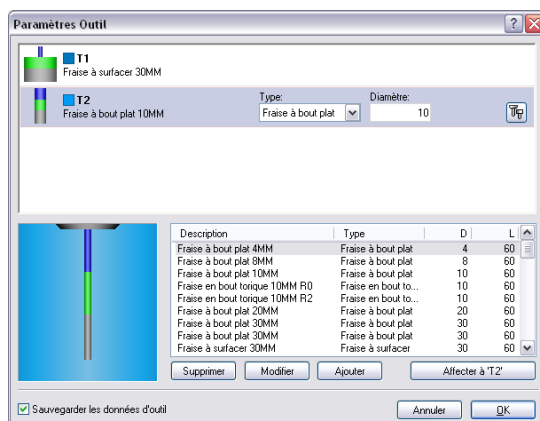 Paramètres Outil
T1
Fraise à surfacer 30MM
T2
Fraise à bout plat 10MM
Type:
Fraise à bout plat
Diamètre:
10
Description Type D L
Fraise à bout plat 4MM Fraise à bout plat 4 60
Fraise à bout plat 8MM Fraise à bout plat 8 60
Fraise à bout plat 10MM Fraise à bout plat 10 60
Fraise en bout torique 10MM R0 Fraise en bout to... 10 60
Fraise en bout torique 10MM R2 Fraise en bout to... 10 60
Fraise à bout plat 20MM Fraise à bout plat 20 60
Fraise à bout plat 30MM Fraise à bout plat 30 60
Fraise à bout plat 30MM Fraise à bout plat 30 60
Fraise à surfacer 30MM Fraise à surfacer 30 60
Supprimer Modifier Ajouter Affecter à 'T2'
Sauvegarder les données d'outil
Annuler OK